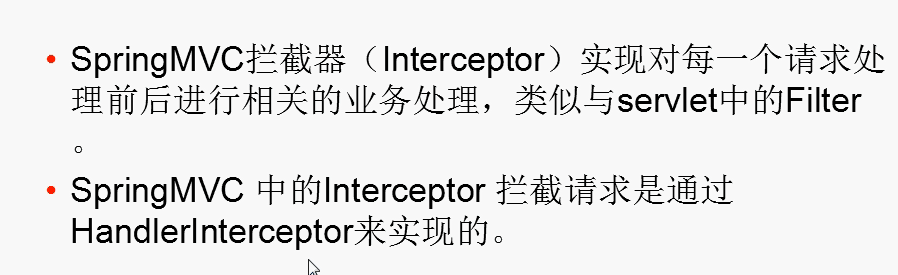 • SpringMVC拦截器（Interceptor）实现对每一个请求处
理前后进行相关的业务处理，类似与servlet中的Filter
。
• SpringMVC 中的Interceptor 拦截请求是通过
HandlerInterceptor来实现的。